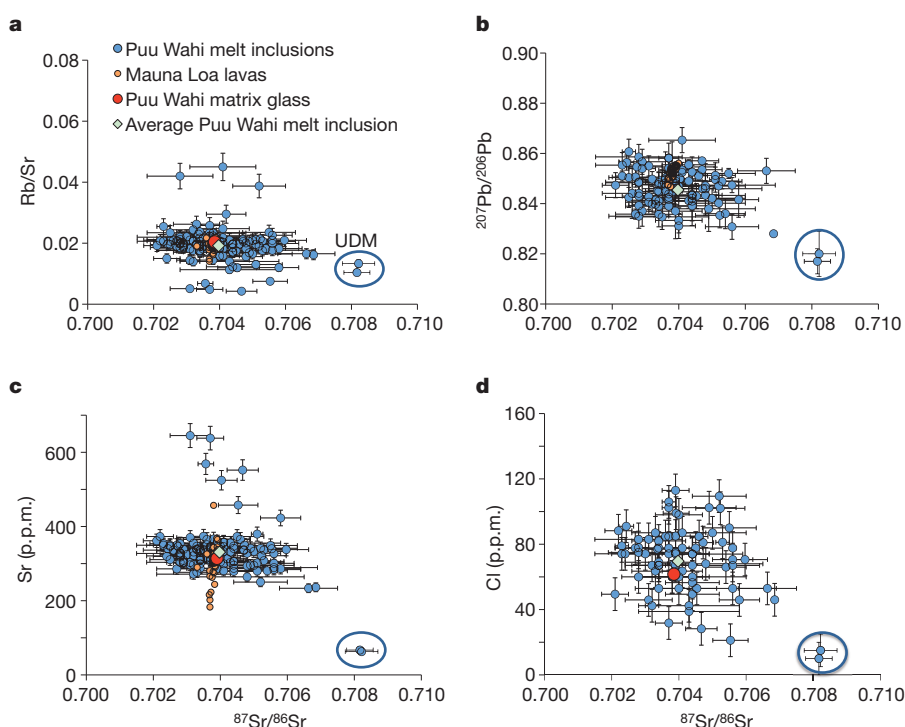 a
Puu Wahi melt inclusions
Mauna Loa lavas
Puu Wahi matrix glass
Average Puu Wahi melt inclusion
Rb/Sr
0.08
0.06
0.04
0.02
0
UDM
0.700 0.702 0.704 0.706 0.708 0.710
b
²⁰⁷Pb/²⁰⁶Pb
0.90
0.88
0.86
0.84
0.82
0.80
0.700 0.702 0.704 0.706 0.708 0.710
c
Sr (p.p.m.)
600
400
200
0
0.700 0.702 0.704 0.706 0.708 0.710
⁸⁷Sr/⁸⁶Sr
d
Cl (p.p.m.)
160
120
80
40
0
0.700 0.702 0.704 0.706 0.708 0.710
⁸⁷Sr/⁸⁶Sr